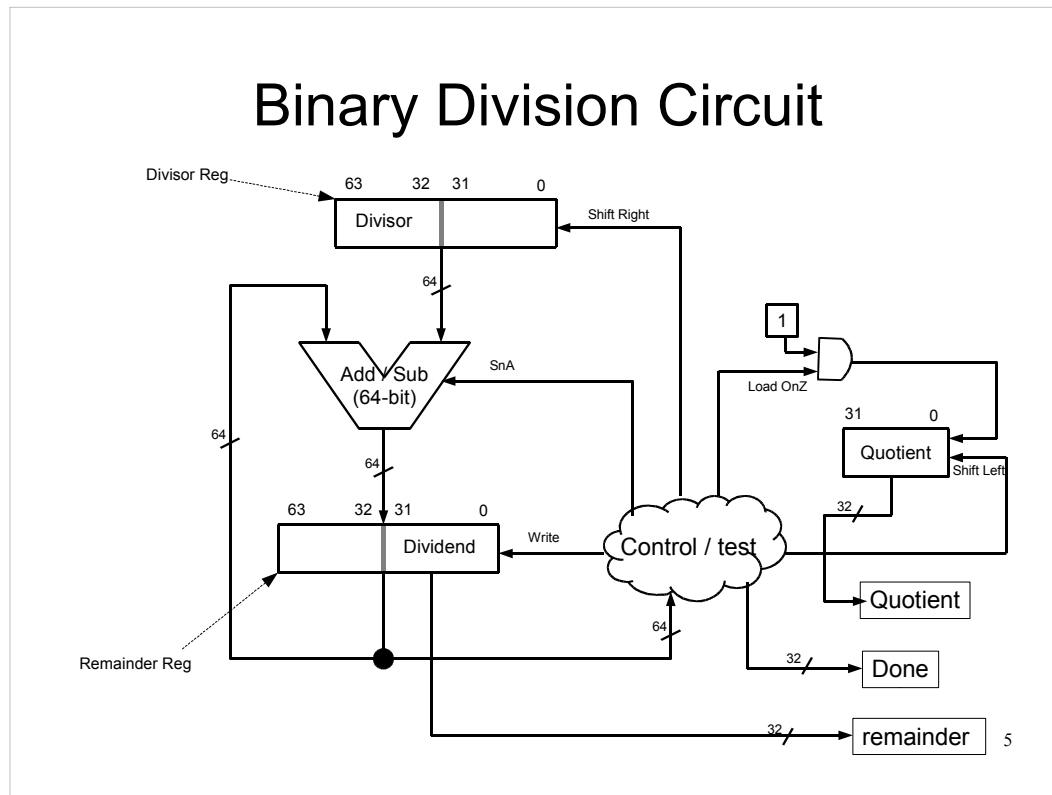 Binary Division Circuit
Divisor Reg
63 32 31 0
Divisor
Shift Right
64
1
Add / Sub
(64-bit)
SnA
Load OnZ
31 0
Quotient
Shift Left
64
64
32
63 32 31 0
Dividend
Write
Control / test
Quotient
64
Remainder Reg
32
Done
32
remainder
5